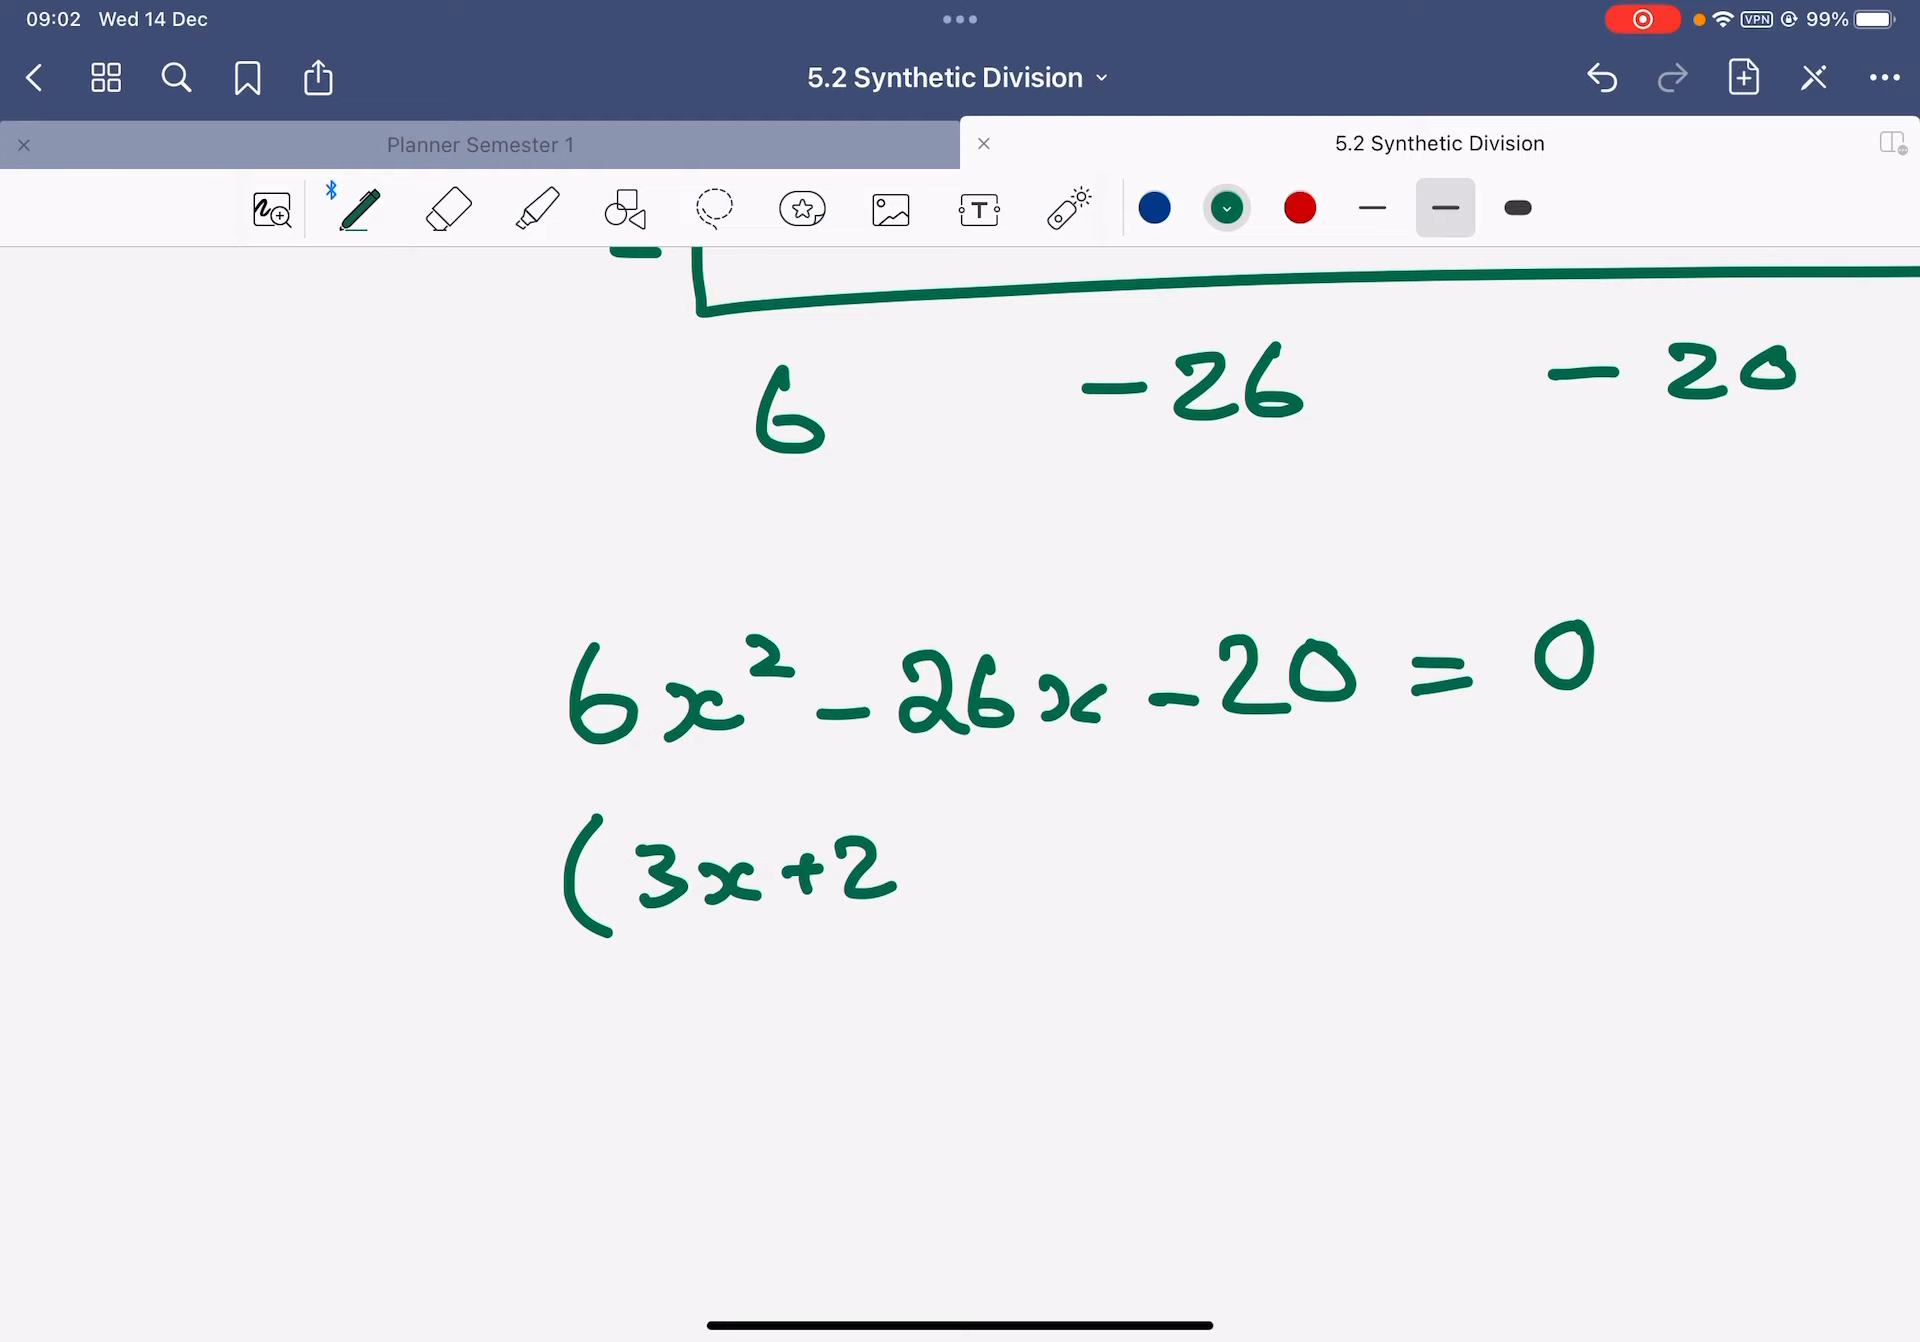 09:02 Wed 14 Dec
VPN 99%
5.2 Synthetic Division
Planner Semester 1
5.2 Synthetic Division
T
6 -26 -20
6x² - 26x - 20 = 0
(3x+2